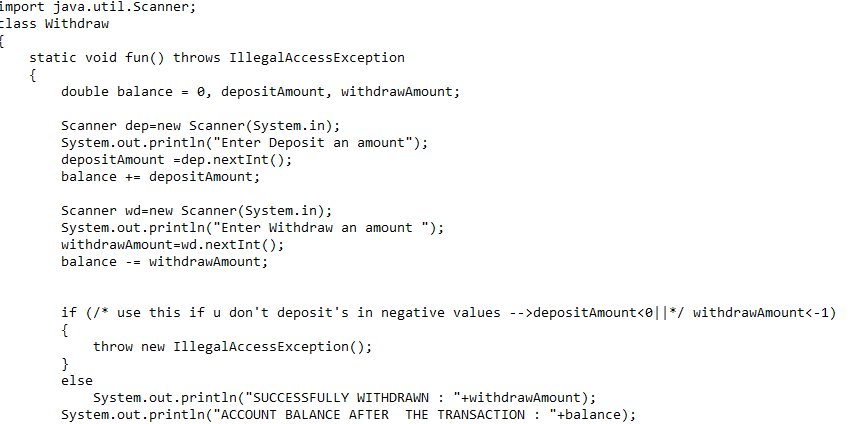 import java.util.Scanner;
class Withdraw
{
    static void fun() throws IllegalAccessException
    {
        double balance = 0, depositAmount, withdrawAmount;

        Scanner dep=new Scanner(System.in);
        System.out.println("Enter Deposit an amount");
        depositAmount =dep.nextInt();
        balance += depositAmount;

        Scanner wd=new Scanner(System.in);
        System.out.println("Enter Withdraw an amount ");
        withdrawAmount=wd.nextInt();
        balance -= withdrawAmount;


        if (/* use this if u don't deposit's in negative values -->depositAmount<0||*/ withdrawAmount<-1)
        {
            throw new IllegalAccessException();
        }
        else
            System.out.println("SUCCESSFULLY WITHDRAWN : "+withdrawAmount);
        System.out.println("ACCOUNT BALANCE AFTER  THE TRANSACTION : "+balance);